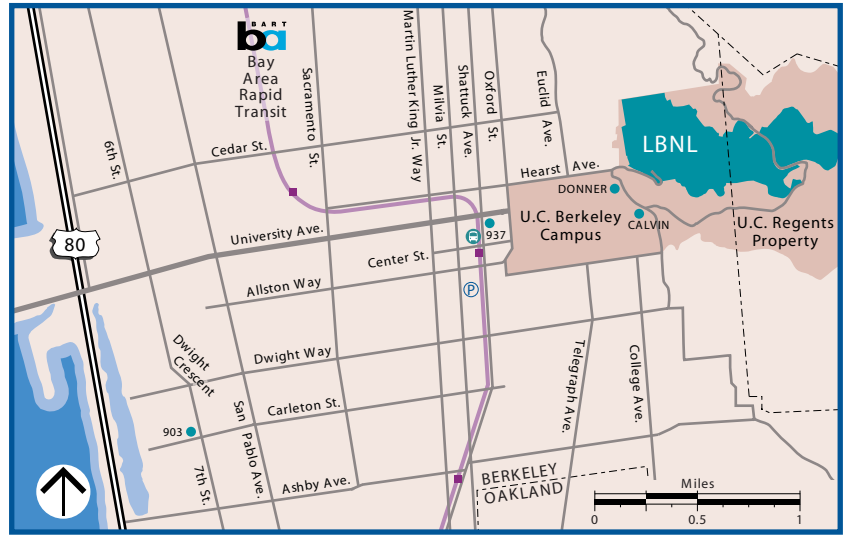 BART
ba
Bay
Area
Rapid
Transit
Sacramento
St.
Martin Luther King
Jr. Way
Milvia
St.
Shattuck
Ave.
Oxford
St.
Euclid
Ave.
6th St.
Cedar St.
LBNL
Hearst Ave.
DONNER
U.C. Berkeley
Campus
CALVIN
U.C. Regents
Property
80
University Ave.
937
Center St.
Allston Way
P
Dwight
Crescent
Dwight Way
Telegraph Ave.
College Ave.
San
Pablo Ave.
Carleton St.
903
7th St.
Ashby Ave.
BERKELEY
OAKLAND
Miles
0 0.5 1